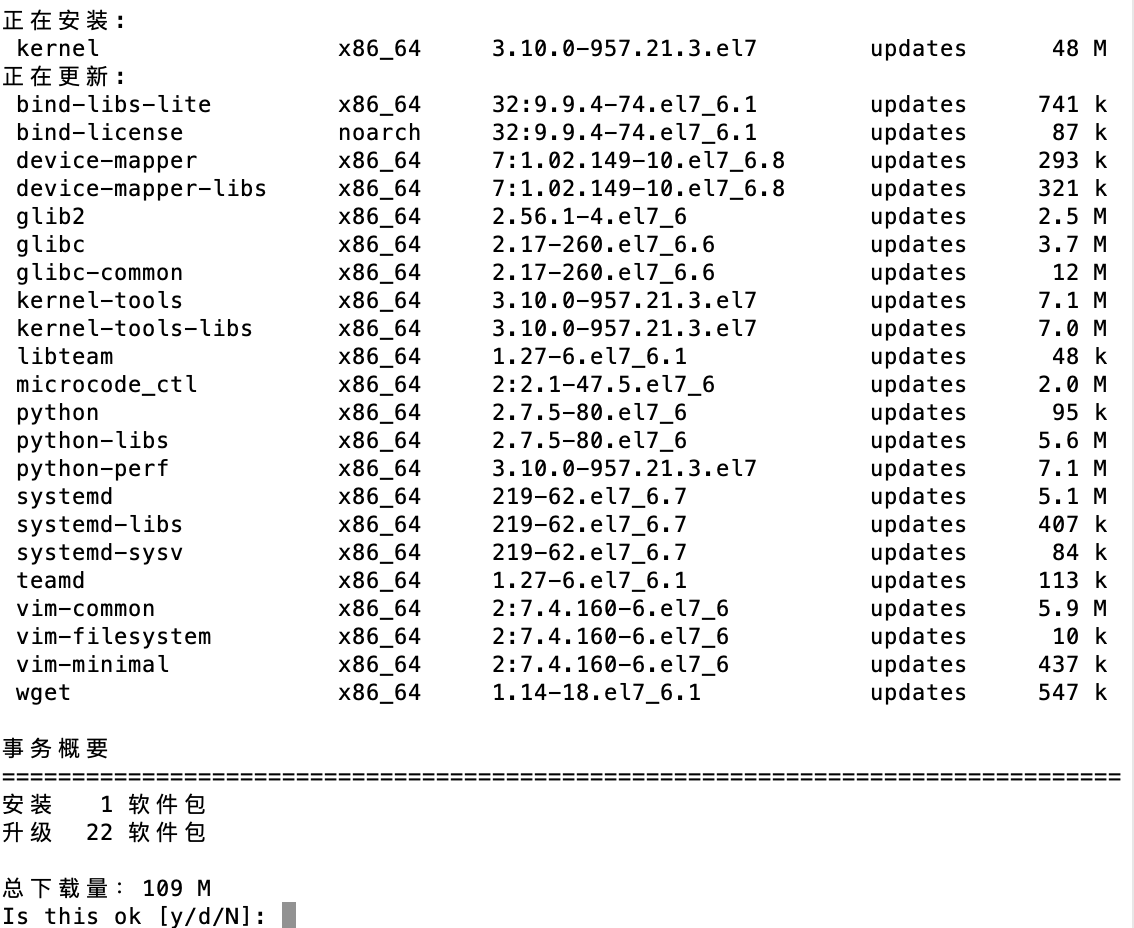 正在安装:
kernel x86_64 3.10.0-957.21.3.el7 updates 48 M
正在更新:
bind-libs-lite x86_64 32:9.9.4-74.el7_6.1 updates 741 k
bind-license noarch 32:9.9.4-74.el7_6.1 updates 87 k
device-mapper x86_64 7:1.02.149-10.el7_6.8 updates 293 k
device-mapper-libs x86_64 7:1.02.149-10.el7_6.8 updates 321 k
glib2 x86_64 2.56.1-4.el7_6 updates 2.5 M
glibc x86_64 2.17-260.el7_6.6 updates 3.7 M
glibc-common x86_64 2.17-260.el7_6.6 updates 12 M
kernel-tools x86_64 3.10.0-957.21.3.el7 updates 7.1 M
kernel-tools-libs x86_64 3.10.0-957.21.3.el7 updates 7.0 M
libteam x86_64 1.27-6.el7_6.1 updates 48 k
microcode_ctl x86_64 2:2.1-47.5.el7_6 updates 2.0 M
python x86_64 2.7.5-80.el7_6 updates 95 k
python-libs x86_64 2.7.5-80.el7_6 updates 5.6 M
python-perf x86_64 3.10.0-957.21.3.el7 updates 7.1 M
systemd x86_64 219-62.el7_6.7 updates 5.1 M
systemd-libs x86_64 219-62.el7_6.7 updates 407 k
systemd-sysv x86_64 219-62.el7_6.7 updates 84 k
teamd x86_64 1.27-6.el7_6.1 updates 113 k
vim-common x86_64 2:7.4.160-6.el7_6 updates 5.9 M
vim-filesystem x86_64 2:7.4.160-6.el7_6 updates 10 k
vim-minimal x86_64 2:7.4.160-6.el7_6 updates 437 k
wget x86_64 1.14-18.el7_6.1 updates 547 k
事务概要
================================================================================
安装 1 软件包
升级 22 软件包
总下载量：109 M
Is this ok [y/d/N]: